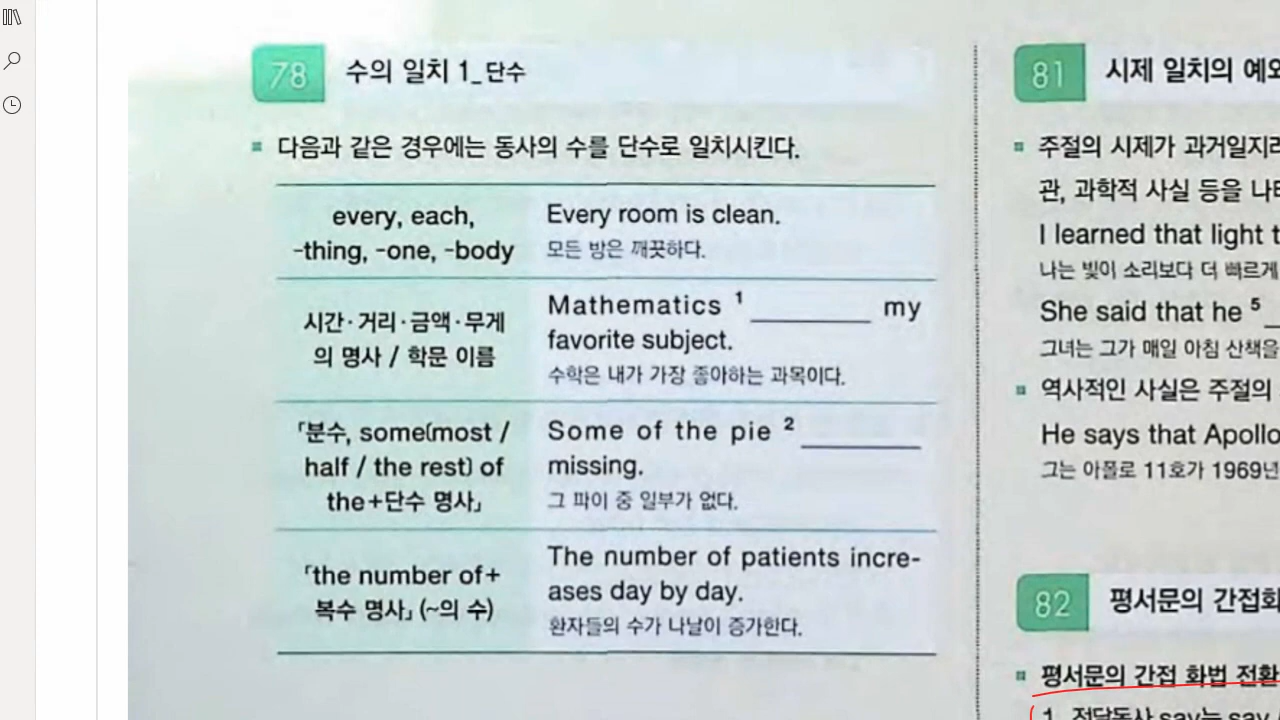 78 수의 일치 1_단수
다음과 같은 경우에는 동사의 수를 단수로 일치시킨다.
every, each,
-thing, -one, -body
Every room is clean.
모든 방은 깨끗하다.
시간·거리·금액·무게
의 명사 / 학문 이름
Mathematics 1 ________ my
favorite subject.
수학은 내가 가장 좋아하는 과목이다.
「분수, some(most /
half / the rest) of
the+단수 명사」
Some of the pie 2 ________
missing.
그 파이 중 일부가 없다.
「the number of+
복수 명사」(~의 수)
The number of patients incre-
ases day by day.
환자들의 수가 나날이 증가한다.
81 시제 일치의
주절의 시제가
관, 과학적 사실 등을
I learned that light
나는 빛이 소리보다 더 빠르게
She said that he 5
그녀는 그가 매일 아침 산책을
역사적인 사실은 주절의
He says that Apollo
그는 아폴로 11호가 1969년
82 평서문의
평서문의 간접 화법 전환
1. 전달동사 say는 say